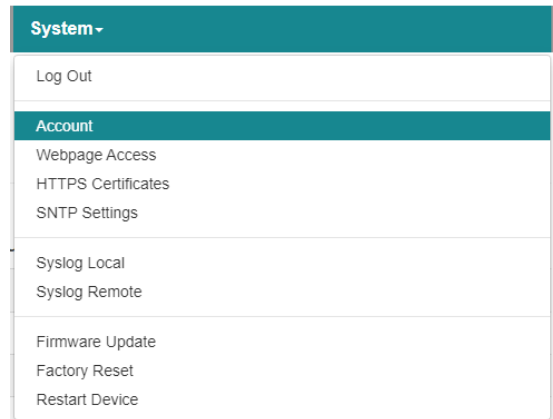 System
Log Out
Account
Webpage Access
HTTPS Certificates
SNTP Settings
Syslog Local
Syslog Remote
Firmware Update
Factory Reset
Restart Device